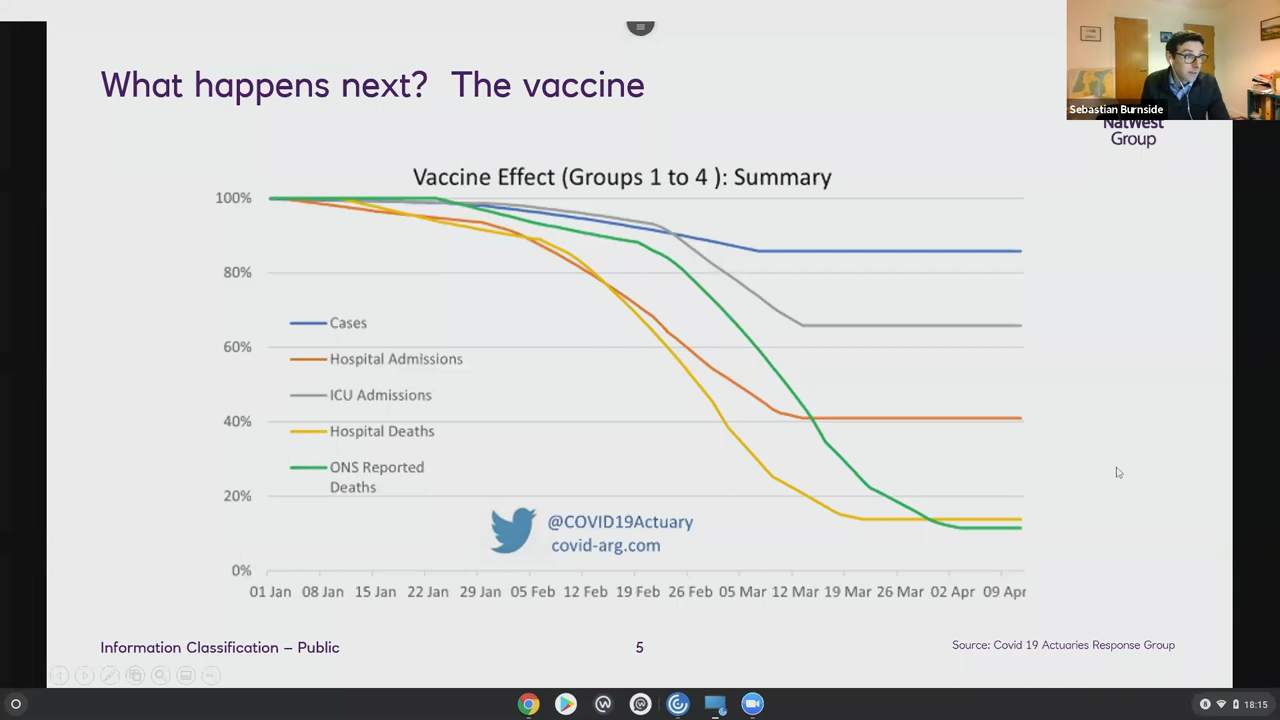 What happens next? The vaccine
Sebastian Burnside
NatWest
Group
Vaccine Effect (Groups 1 to 4 ): Summary
100%
80%
60%
40%
20%
0%
Cases
Hospital Admissions
ICU Admissions
Hospital Deaths
ONS Reported
Deaths
@COVID19Actuary
covid-arg.com
01 Jan 08 Jan 15 Jan 22 Jan 29 Jan 05 Feb 12 Feb 19 Feb 26 Feb 05 Mar 12 Mar 19 Mar 26 Mar 02 Apr 09 Apr
Information Classification – Public
5
Source: Covid 19 Actuaries Response Group
18:15